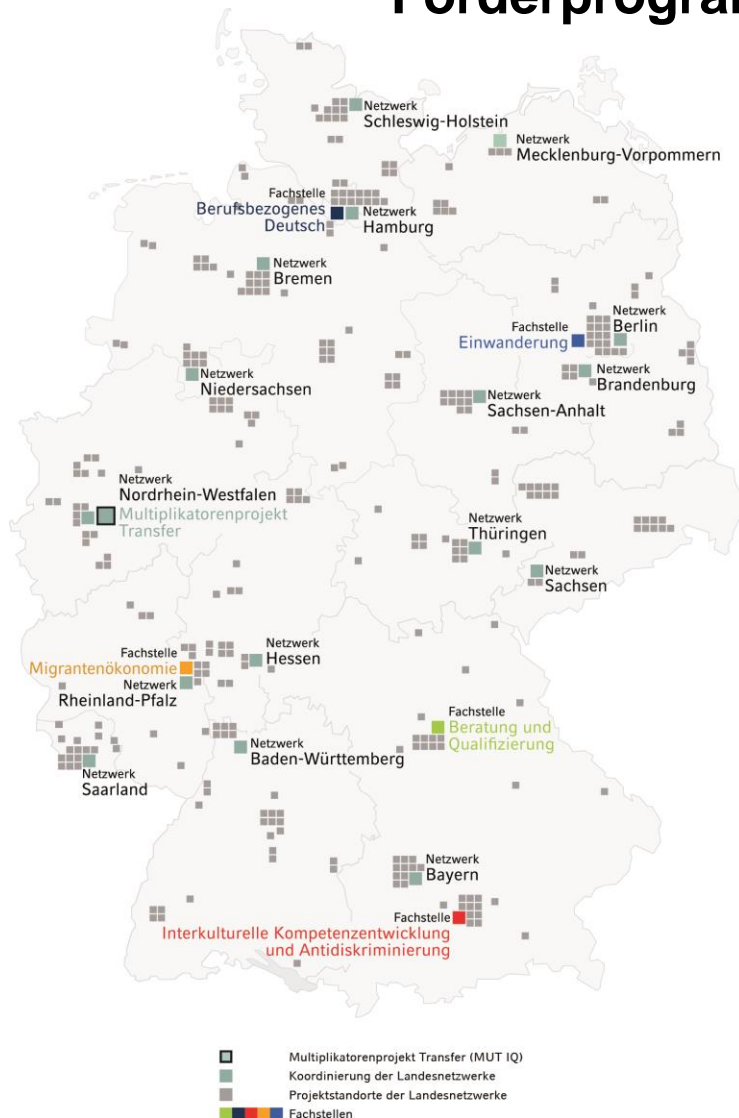 Förderprogra
Netzwerk
Schleswig-Holstein
Netzwerk
Mecklenburg-Vorpommern
Fachstelle
Berufsbezogenes
Deutsch
Netzwerk
Hamburg
Netzwerk
Bremen
Netzwerk
Berlin
Fachstelle
Einwanderung
Netzwerk
Niedersachsen
Netzwerk
Brandenburg
Netzwerk
Sachsen-Anhalt
Netzwerk
Nordrhein-Westfalen
Multiplikatorenprojekt
Transfer
Netzwerk
Thüringen
Netzwerk
Sachsen
Netzwerk
Hessen
Fachstelle
Migrantenökonomie
Netzwerk
Rheinland-Pfalz
Fachstelle
Beratung und
Qualifizierung
Netzwerk
Baden-Württemberg
Netzwerk
Saarland
Netzwerk
Bayern
Fachstelle
Interkulturelle Kompetenzentwicklung
und Antidiskriminierung
Multiplikatorenprojekt Transfer (MUT IQ)
Koordinierung der Landesnetzwerke
Projektstandorte der Landesnetzwerke
Fachstellen